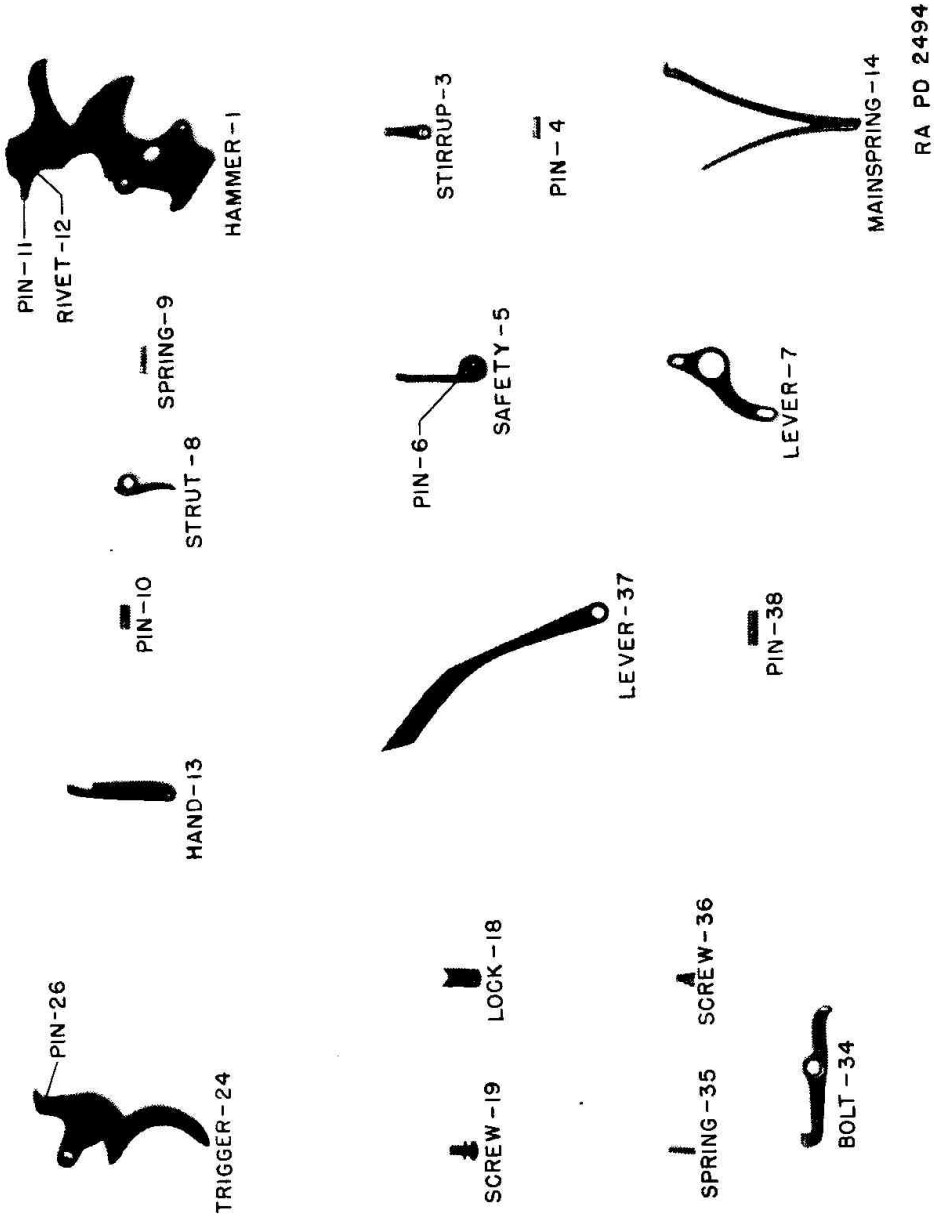 PIN-11
PIN-26
RIVET-12
TRIGGER-24
HAND-13
PIN-10
STRUT-8
SPRING-9
HAMMER-1
PIN-6
SCREW-19
LOCK-18
LEVER-37
SAFETY-5
STIRRUP-3
PIN-4
SPRING-35
SCREW-36
PIN-38
LEVER-7
BOLT-34
MAINSPRING-14
RA PD 2494